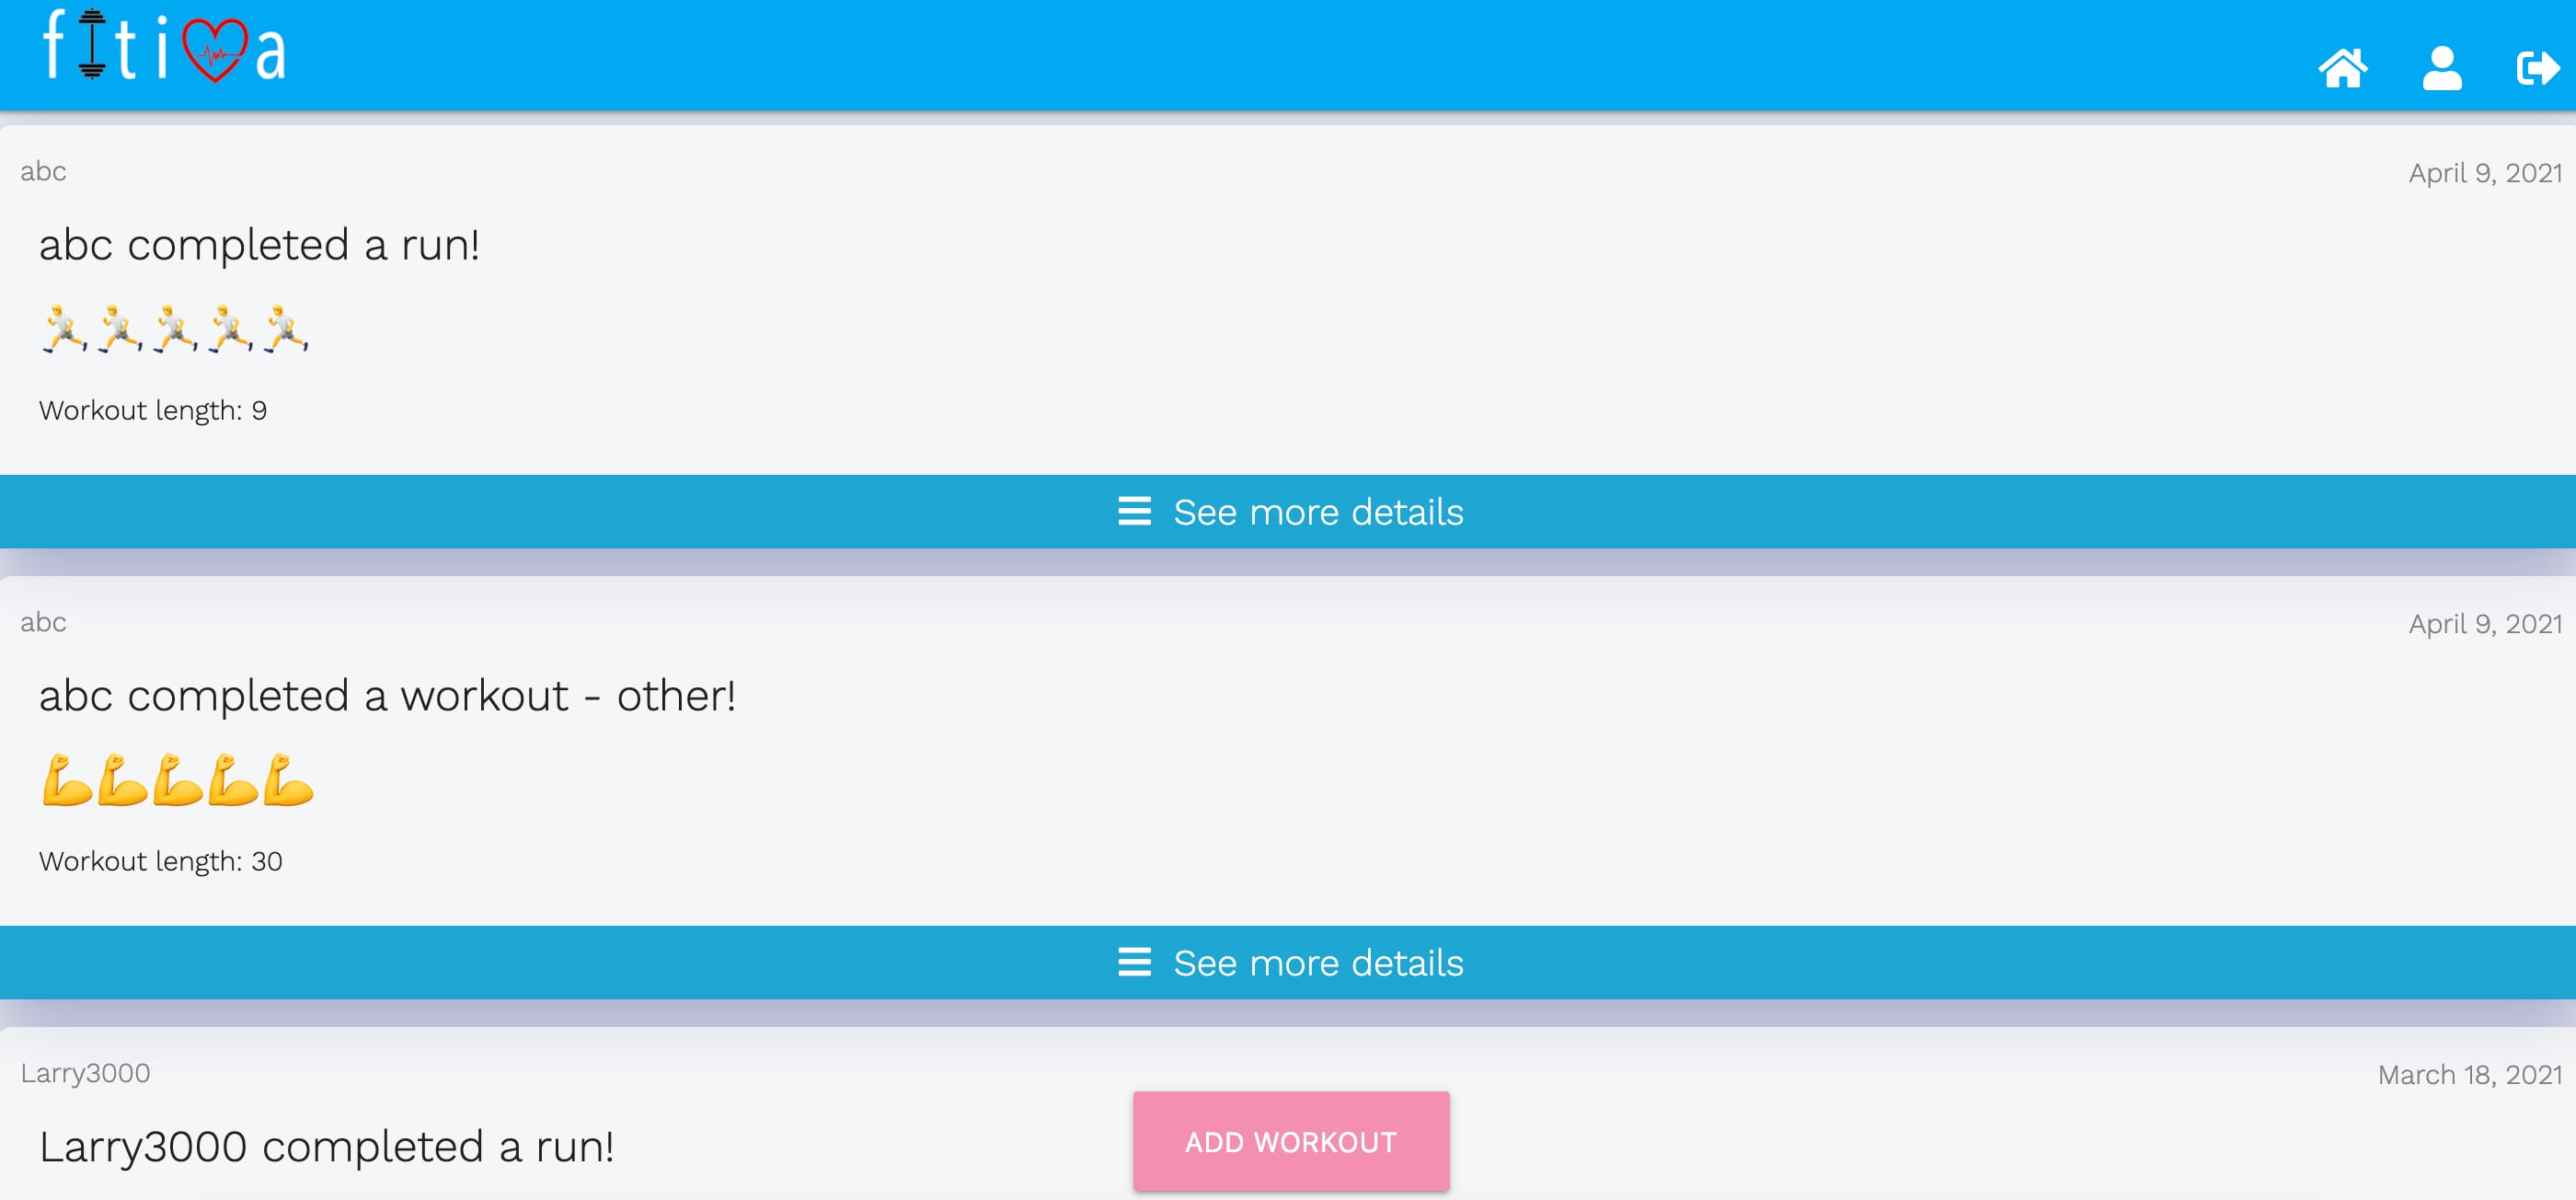 fitiva
abc
April 9, 2021
abc completed a run!
🏃🏃🏃🏃🏃
Workout length: 9
See more details
abc
April 9, 2021
abc completed a workout - other!
💪💪💪💪💪
Workout length: 30
See more details
Larry3000
March 18, 2021
Larry3000 completed a run!
ADD WORKOUT